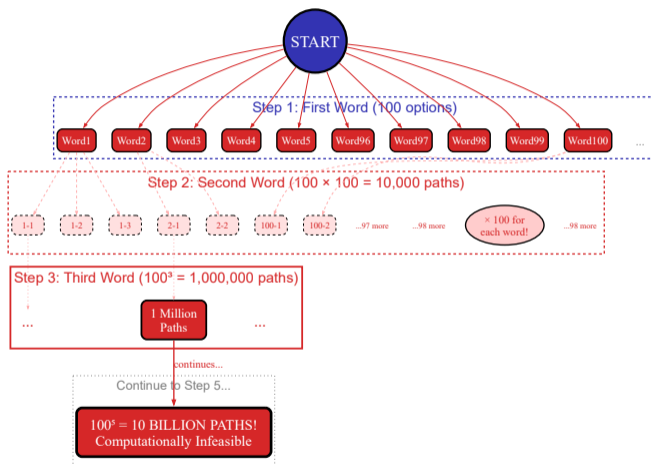 START
Step 1: First Word (100 options)
Word1 Word2 Word3 Word4 Word5 Word96 Word97 Word98 Word99 Word100 ...
Step 2: Second Word (100 × 100 = 10,000 paths)
1-1 1-2 1-3 2-1 2-2 100-1 100-2 ...97 more ...98 more × 100 for each word! ...98 more
Step 3: Third Word (100³ = 1,000,000 paths)
...
1 Million
Paths
...
continues...
Continue to Step 5...
100⁵ = 10 BILLION PATHS!
Computationally Infeasible